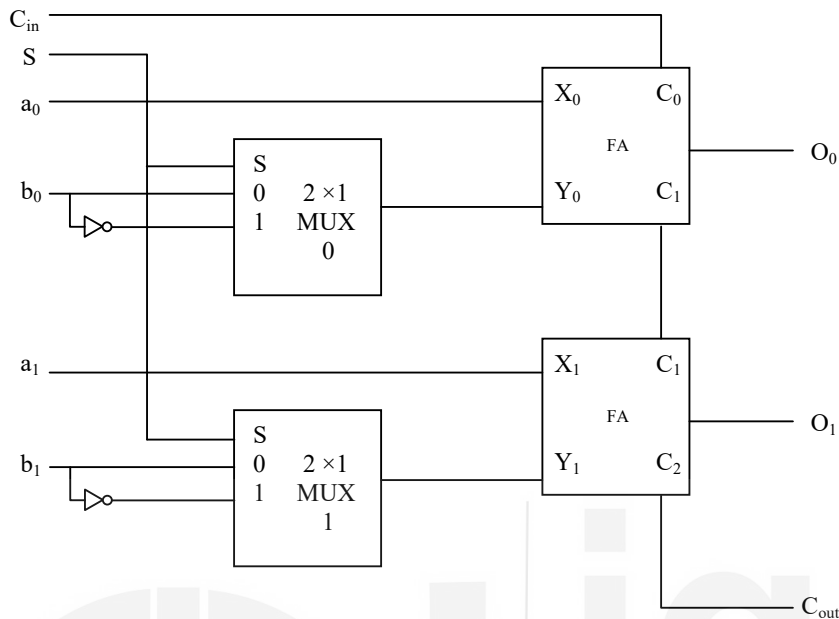 Cin
S
a0
X0 C0
FA
O0
S
b0
0 2 ×1
Y0 C1
1 MUX
0
a1
X1 C1
FA
O1
S
b1
0 2 ×1
Y1 C2
1 MUX
1
Cout